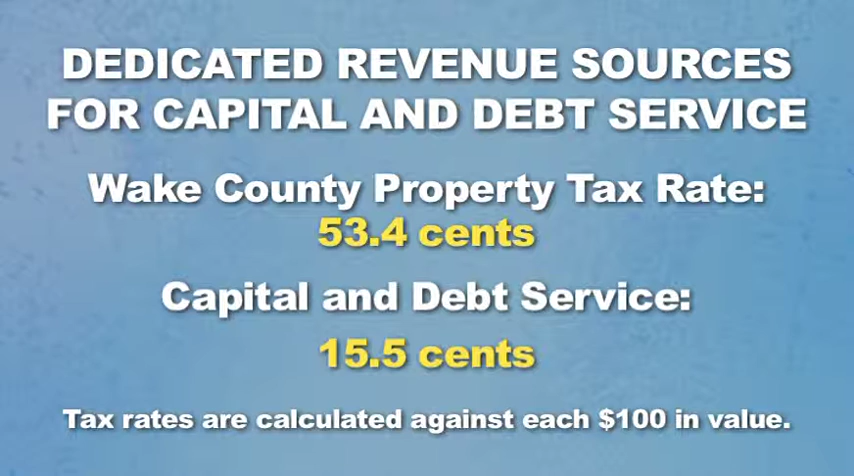 DEDICATED REVENUE SOURCES
FOR CAPITAL AND DEBT SERVICE
Wake County Property Tax Rate:
53.4 cents
Capital and Debt Service:
15.5 cents
Tax rates are calculated against each $100 in value.